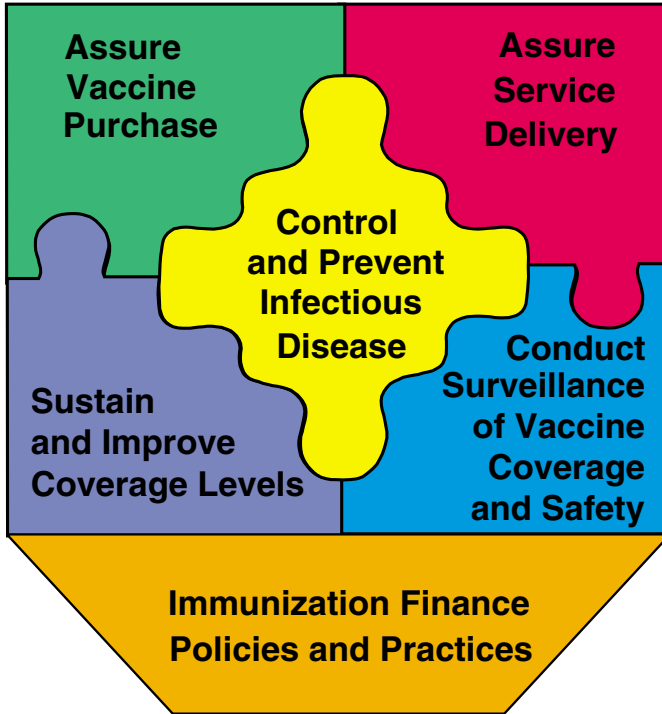 Assure
Vaccine
Purchase
Assure
Service
Delivery
Control
and Prevent
Infectious
Disease
Sustain
and Improve
Coverage Levels
Conduct
Surveillance
of Vaccine
Coverage
and Safety
Immunization Finance
Policies and Practices